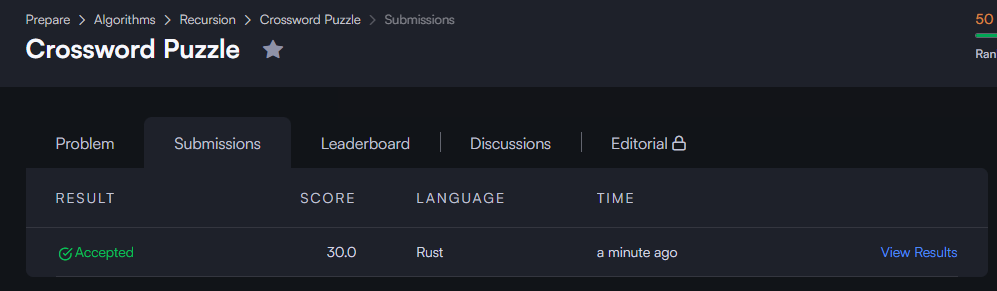 Prepare > Algorithms > Recursion > Crossword Puzzle > Submissions
50
Crossword Puzzle
Ran
Problem Submissions Leaderboard Discussions Editorial
RESULT SCORE LANGUAGE TIME
Accepted 30.0 Rust a minute ago View Results